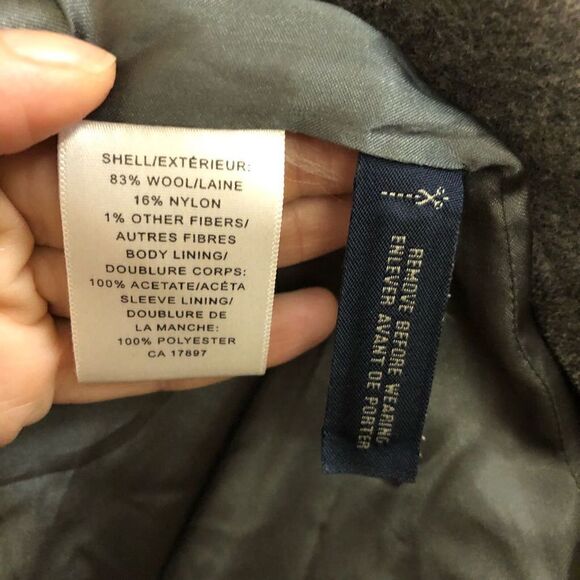 SHELL/EXTÉRIEUR:
83% WOOL/LAINE
16% NYLON
1% OTHER FIBERS/
AUTRES FIBRES
BODY LINING/
DOUBLURE CORPS:
100% ACETATE/ACÉTA
SLEEVE LINING/
DOUBLURE DE
LA MANCHE:
100% POLYESTER
CA 17897
REMOVE BEFORE WEARING
ENLEVER AVANT DE PORTER